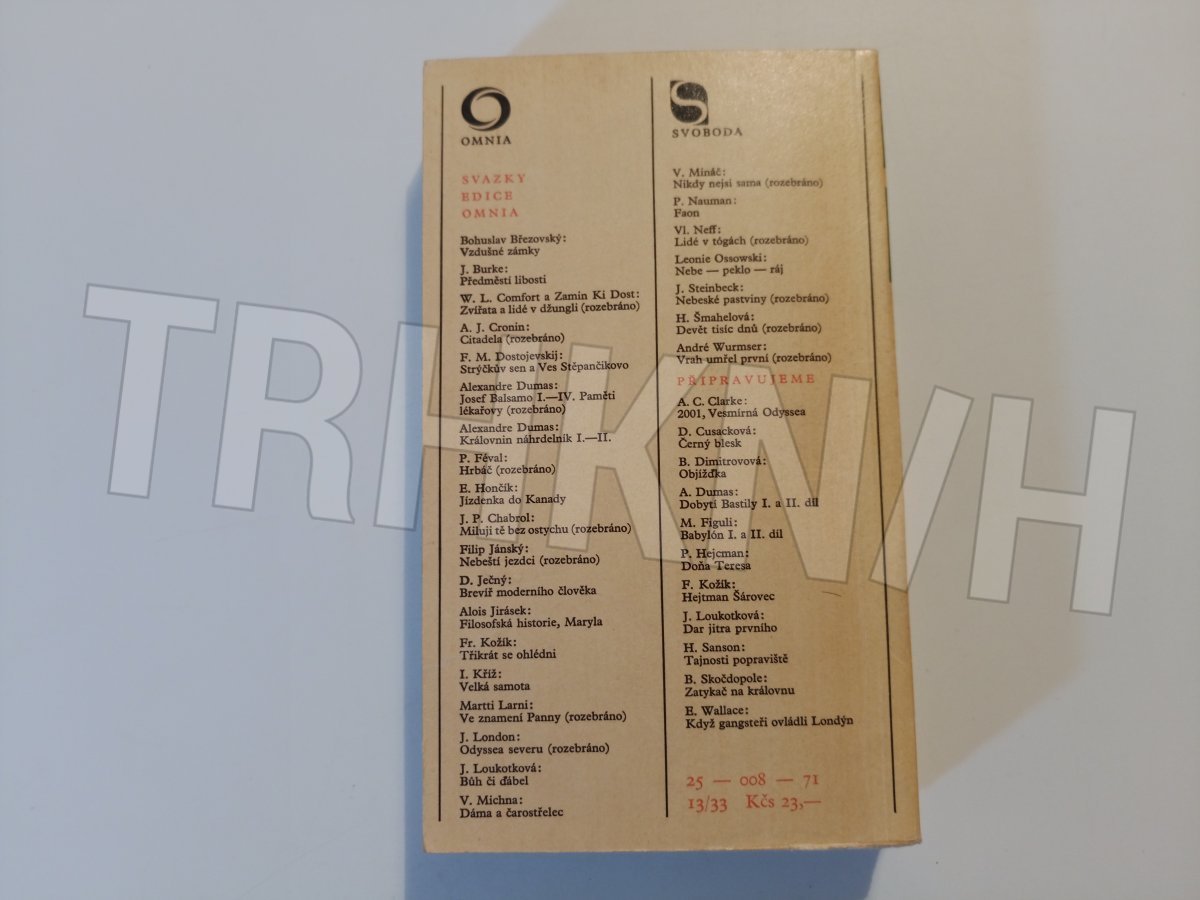 OMNIA
SVAZKY
EDICE
OMNIA
Bohuslav Březovský:
Vzdušné zámky
J. Burke:
Předměstí libosti
W. L. Comfort a Zamin Ki Dost:
Zvířata a lidé v džungli (rozebráno)
A. J. Cronin:
Citadela (rozebráno)
F. M. Dostojevskij:
Strýčkův sen a Ves Stěpančikovo
Alexandre Dumas:
Josef Balsamo I.—IV. Paměti
lékařovy (rozebráno)
Alexandre Dumas:
Královnin náhrdelník I.—II.
P. Féval:
Hrbáč (rozebráno)
E. Hončík:
Jízdenka do Kanady
J. P. Chabrol:
Miluji tě bez ostychu (rozebráno)
Filip Jánský:
Nebeští jezdci (rozebráno)
D. Ječný:
Brevíř moderního člověka
Alois Jirásek:
Filosofská historie, Maryla
Fr. Kožík:
Třikrát se ohlédni
I. Kříž:
Velká samota
Martti Larni:
Ve znamení Panny (rozebráno)
J. London:
Odyssea severu (rozebráno)
J. Loukotková:
Bůh či ďábel
V. Michna:
Dáma a čarostřelec
SVOBODA
V. Mináč:
Nikdy nejsi sama (rozebráno)
P. Nauman:
Faon
Vl. Neff:
Lidé v tógách (rozebráno)
Leonie Ossowski:
Nebe — peklo — ráj
J. Steinbeck:
Nebeské pastviny (rozebráno)
H. Šmahelová:
Devět tisíc dnů (rozebráno)
André Wurmser:
Vrah umřel první (rozebráno)
PŘIPRAVUJEME
A. C. Clarke:
2001, Vesmírná Odyssea
D. Cusacková:
Černý blesk
B. Dimitrovová:
Objížďka
A. Dumas:
Dobytí Bastily I. a II. díl
M. Figuli:
Babylón I. a II. díl
P. Hejcman:
Doňa Teresa
F. Kožík:
Hejtman Šárovec
J. Loukotková:
Dar jitra prvního
H. Sanson:
Tajnosti popraviště
B. Skočdopole:
Zatykač na královnu
E. Wallace:
Když gangsteři ovládli Londýn
25 — 008 — 71
13/33 Kčs 23,—
TRHKNIH